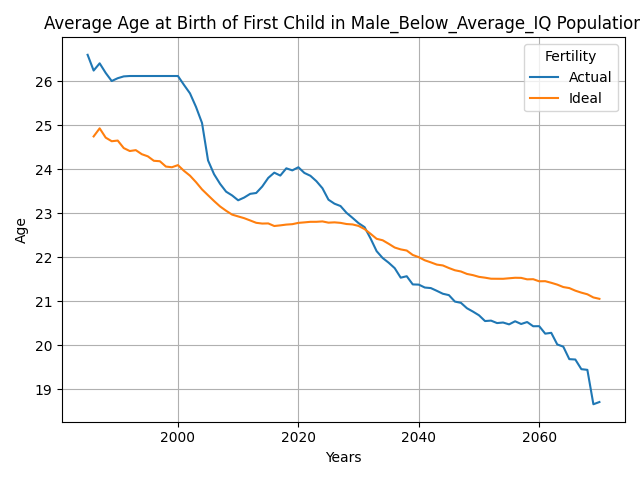 Average Age at Birth of First Child in Male_Below_Average_IQ Population
Fertility
Actual
Ideal
Age
26
25
24
23
22
21
20
19
2000
2020
2040
2060
Years